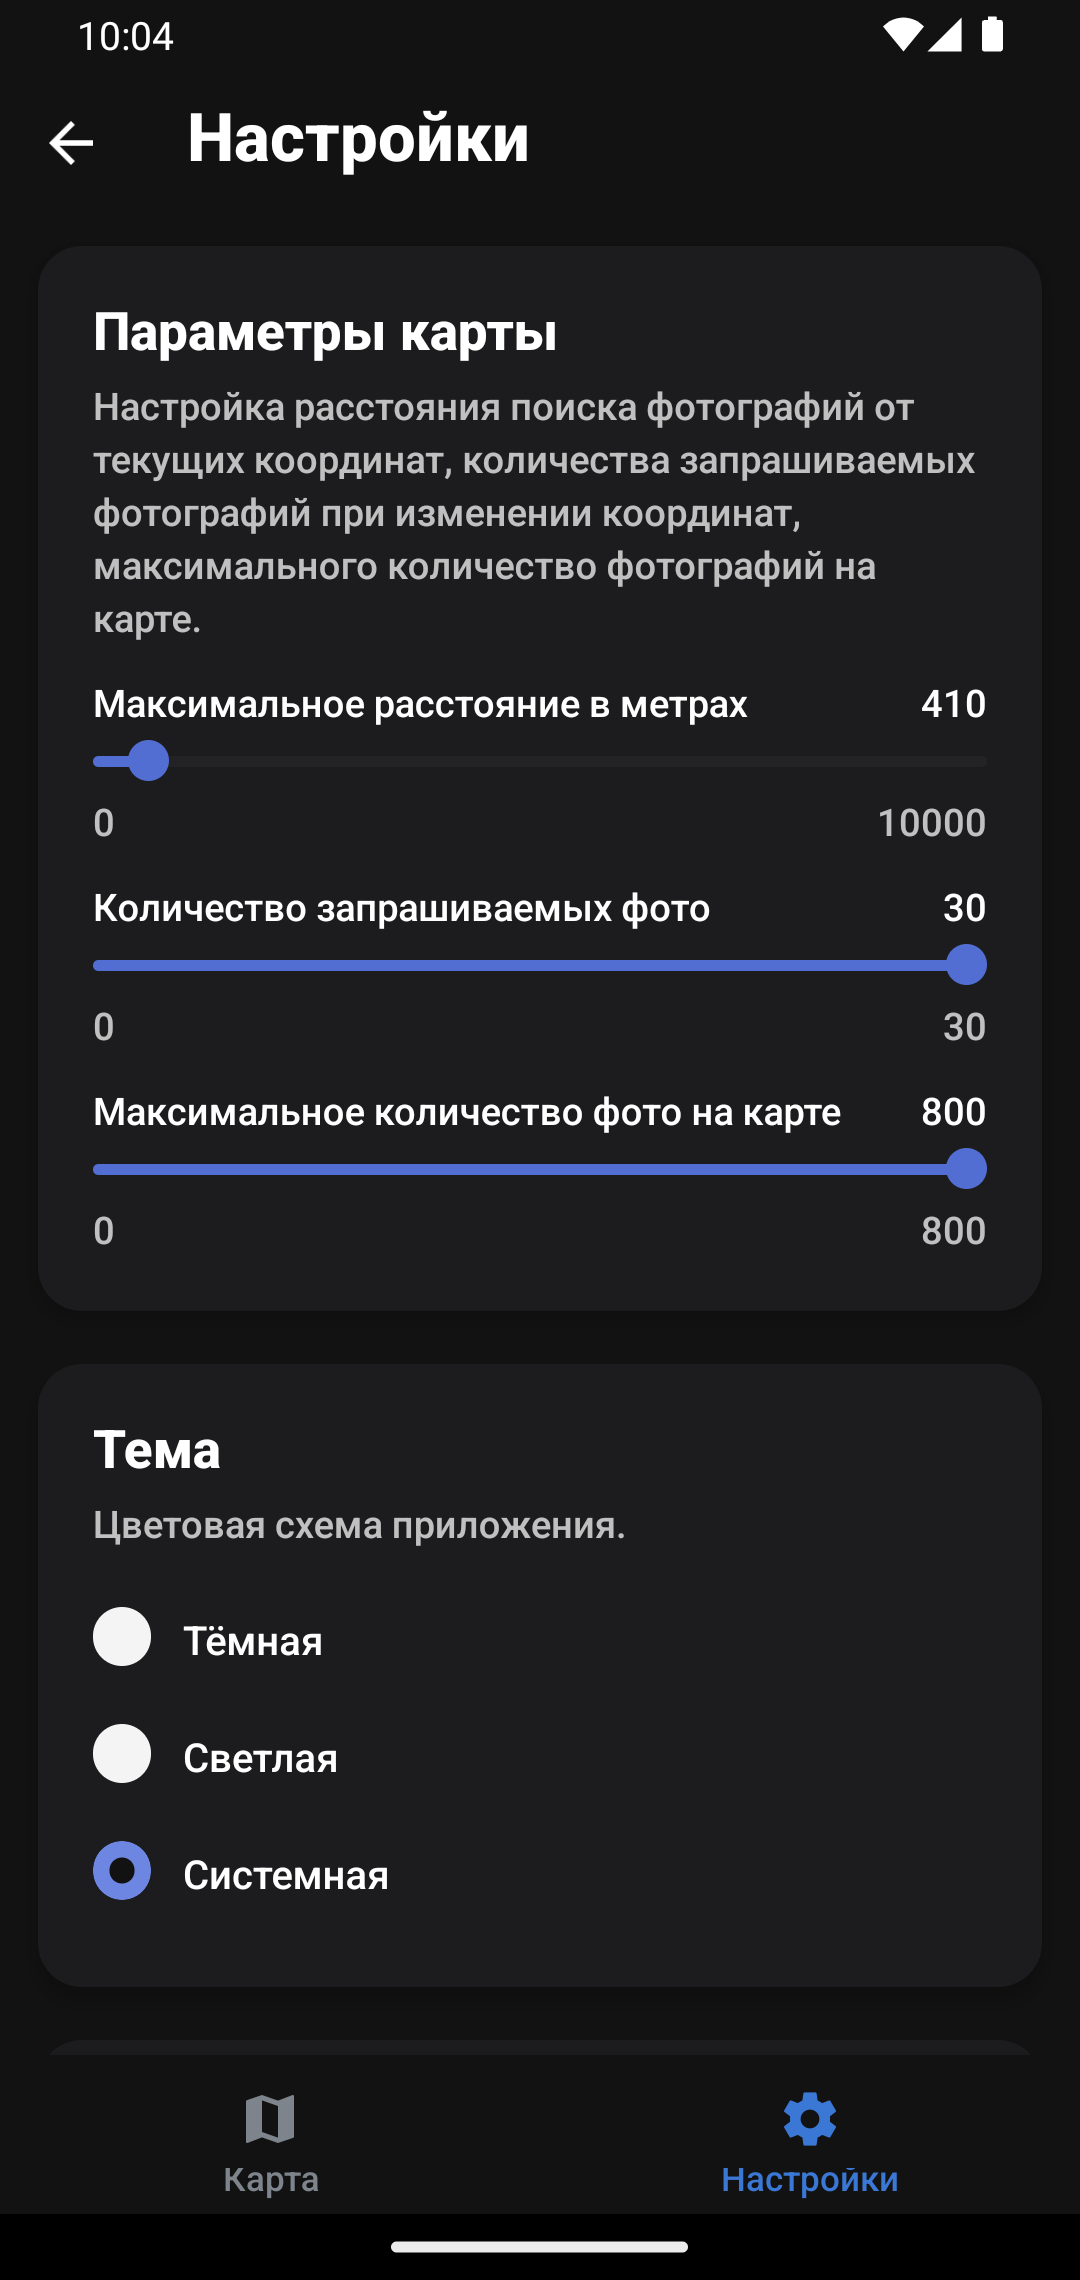 10:04
Настройки
Параметры карты
Настройка расстояния поиска фотографий от
текущих координат, количества запрашиваемых
фотографий при изменении координат,
максимального количество фотографий на
карте.
Максимальное расстояние в метрах 410
0 10000
Количество запрашиваемых фото 30
0 30
Максимальное количество фото на карте 800
0 800
Тема
Цветовая схема приложения.
Тёмная
Светлая
Системная
Карта Настройки